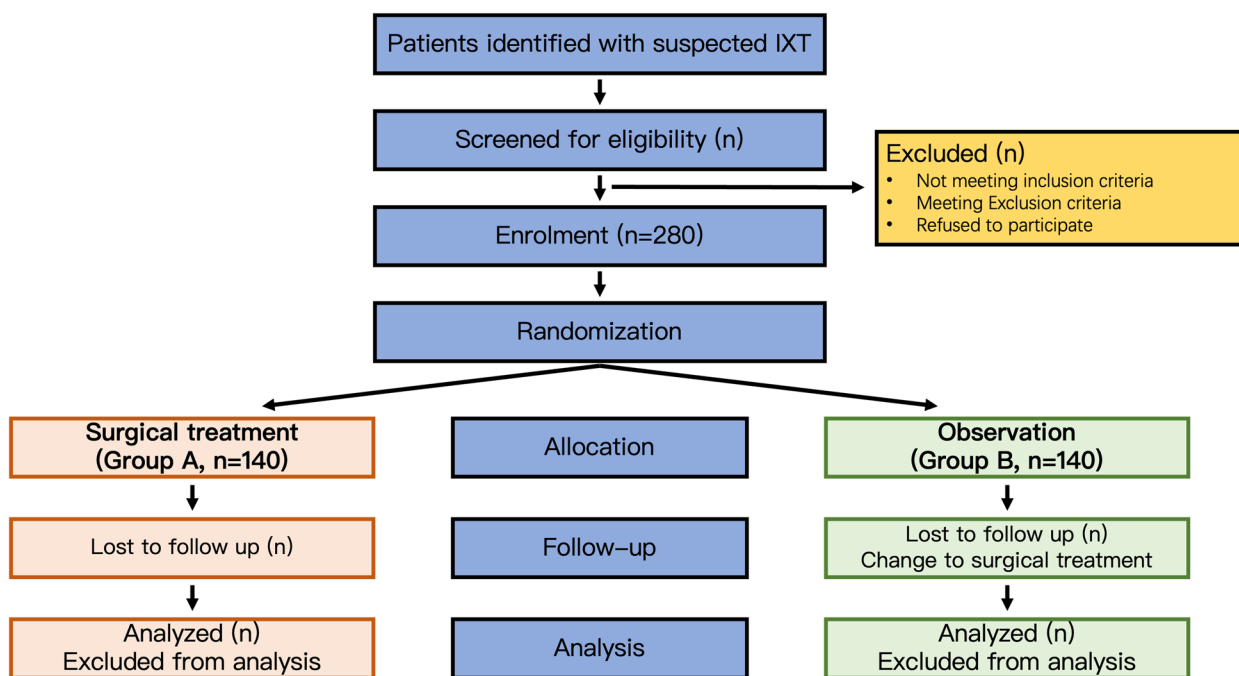 Patients identified with suspected IXT
Screened for eligibility (n)
Excluded (n)
• Not meeting inclusion criteria
• Meeting Exclusion criteria
• Refused to participate
Enrolment (n=280)
Randomization
Surgical treatment
(Group A, n=140)
Allocation
Observation
(Group B, n=140)
Lost to follow up (n)
Follow-up
Lost to follow up (n)
Change to surgical treatment
Analyzed (n)
Excluded from analysis
Analysis
Analyzed (n)
Excluded from analysis